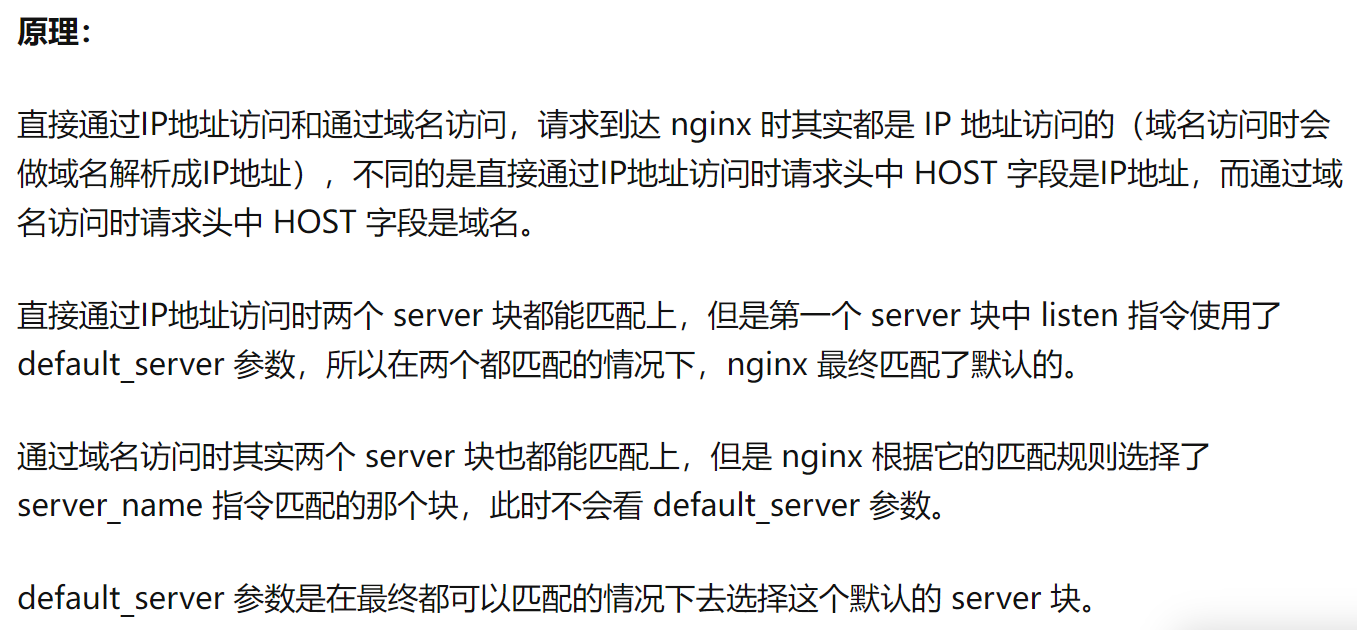 原理：
直接通过IP地址访问和通过域名访问，请求到达 nginx 时其实都是 IP 地址访问的（域名访问时会
做域名解析成IP地址），不同的是直接通过IP地址访问时请求头中 HOST 字段是IP地址，而通过域
名访问时请求头中 HOST 字段是域名。
直接通过IP地址访问时两个 server 块都能匹配上，但是第一个 server 块中 listen 指令使用了
default_server 参数，所以在两个都匹配的情况下，nginx 最终匹配了默认的。
通过域名访问时其实两个 server 块也都能匹配上，但是 nginx 根据它的匹配规则选择了
server_name 指令匹配的那个块，此时不会看 default_server 参数。
default_server 参数是在最终都可以匹配的情况下去选择这个默认的 server 块。